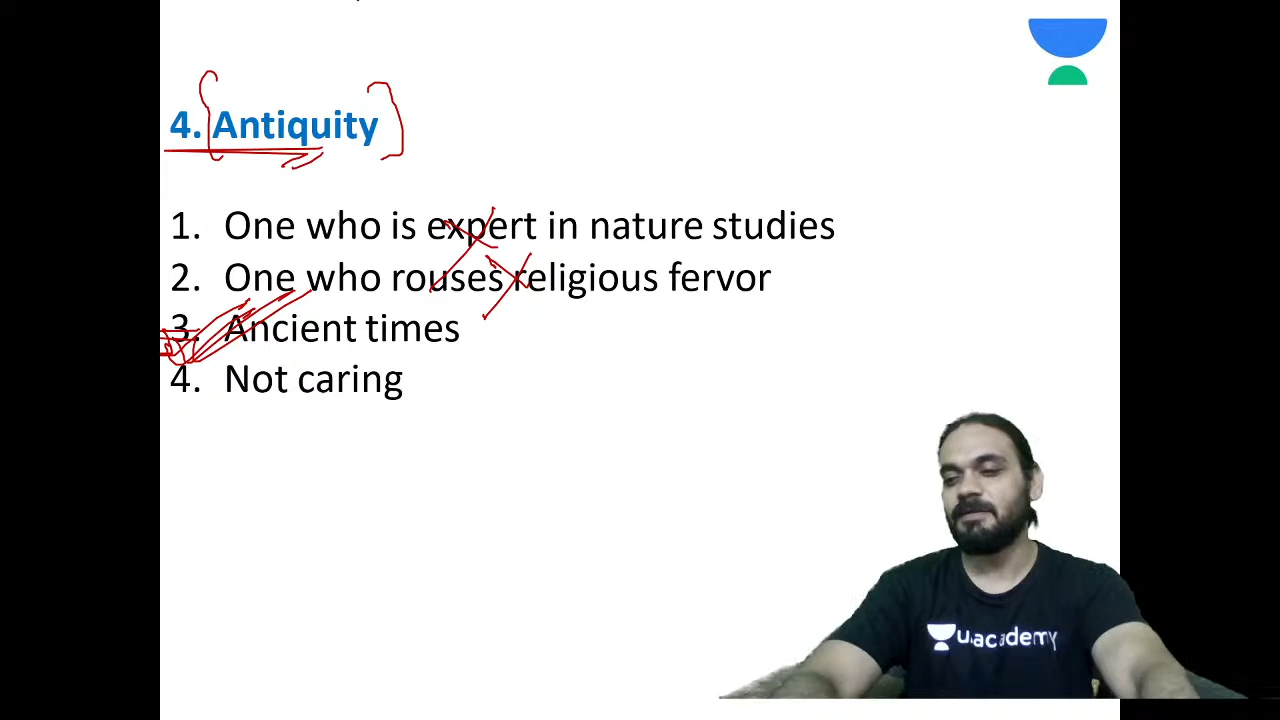 4. Antiquity
1. One who is expert in nature studies
2. One who rouses religious fervor
3. Ancient times
4. Not caring
unacademy